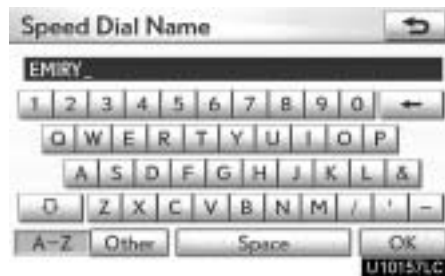 Speed Dial Name
EMIRY_
1 2 3 4 5 6 7 8 9 0 ←
Q W E R T Y U I O P
A S D F G H J K L &
Z X C V B N M / ' -
A-Z Other Space OK
U10157LC